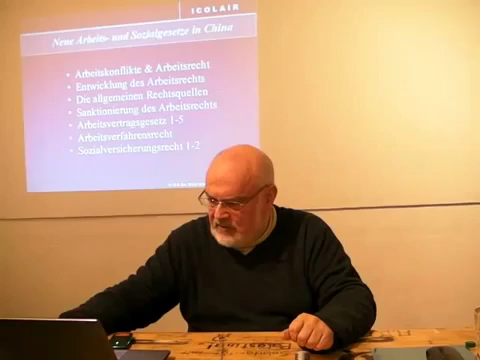 ICOLAIR
Neue Arbeits- und Sozialgesetze in China
• Arbeitskonflikte & Arbeitsrecht
• Entwicklung des Arbeitsrechts
• Die allgemeinen Rechtsquellen
• Sanktionierung des Arbeitsrechts
• Arbeitsvertragsgesetz 1-5
• Arbeitsverfahrensrecht
• Sozialversicherungsrecht 1-2